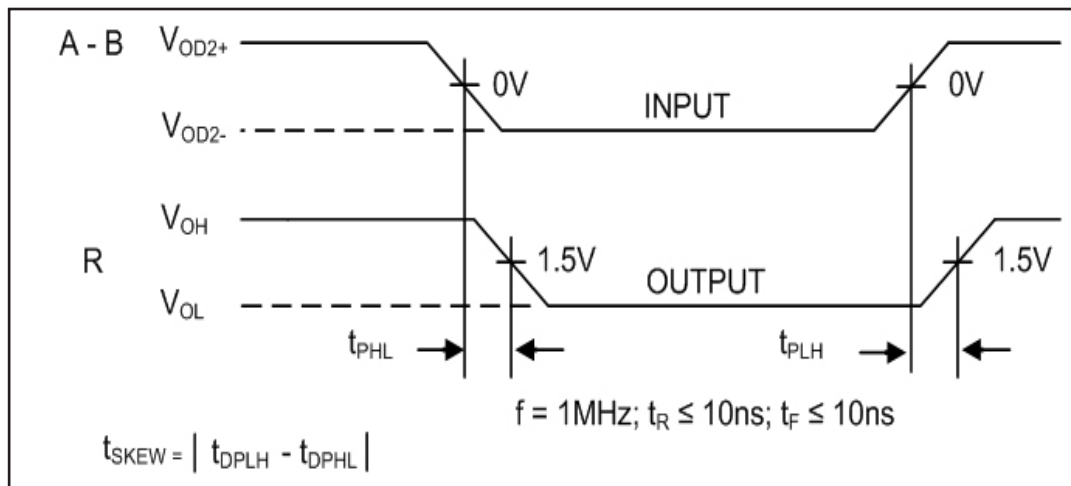 A - B V_OD2+ 0V 0V
INPUT
V_OD2-
V_OH
R 1.5V 1.5V
OUTPUT
V_OL
t_PHL t_PLH
f = 1MHz; t_R ≤ 10ns; t_F ≤ 10ns
t_SKEW = | t_DPLH - t_DPHL |